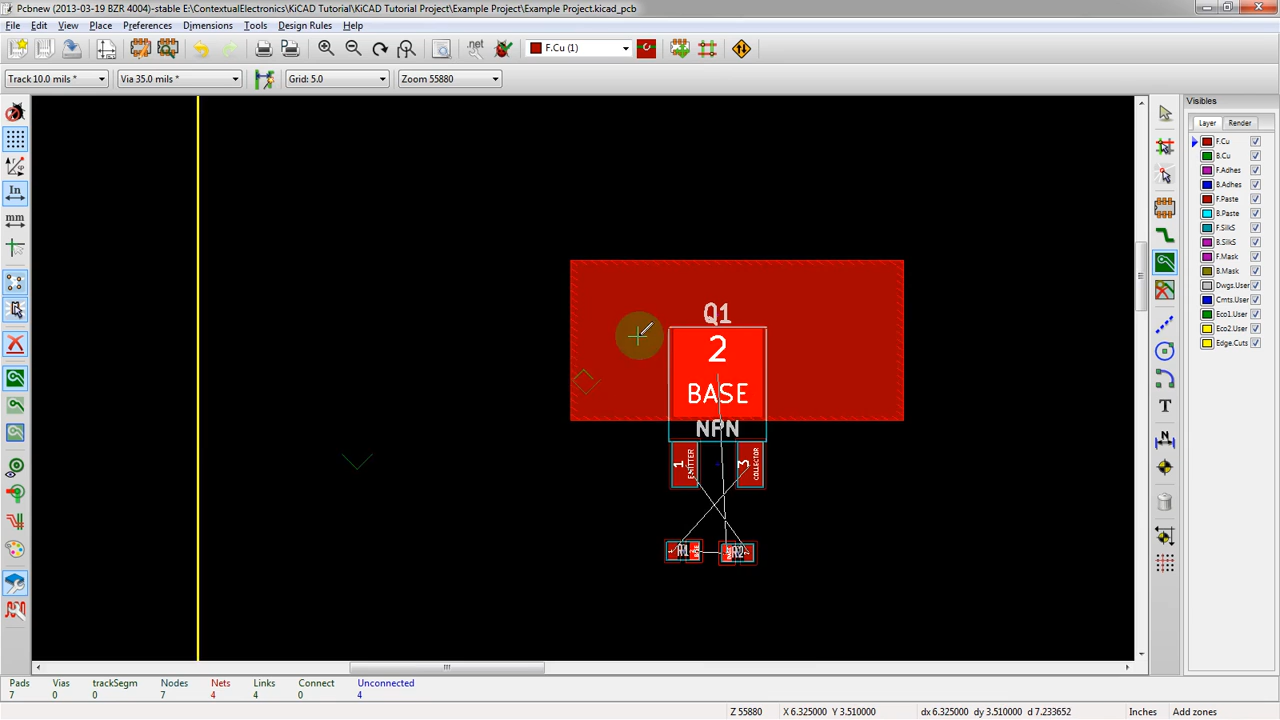 Pcbnew (2013-03-19 BZR 4004)-stable E:\ContextualElectronics\KiCAD Tutorial\KiCAD Tutorial Project\Example Project\Example Project.kicad_pcb
File Edit View Place Preferences Dimensions Tools Design Rules Help
.net F.Cu (1)
Track 10.0 mils * Via 35.0 mils * Grid: 5.0 Zoom 55880
Visibles
Layer Render
F.Cu
B.Cu
F.Adhes
B.Adhes
F.Paste
B.Paste
F.SilkS
B.SilkS
F.Mask
B.Mask
Dwgs.User
Cmts.User
Eco1.User
Eco2.User
Edge.Cuts
In
mm
T
N
Q1
2
BASE
NPN
1 EMITTER
3 COLLECTOR
R1 R2
Pads Vias trackSegm Nodes Nets Links Connect Unconnected
7 0 0 7 4 4 0 4
Z 55880 X 6.325000 Y 3.510000 dx 6.325000 dy 3.510000 d 7.233652 Inches Add zones